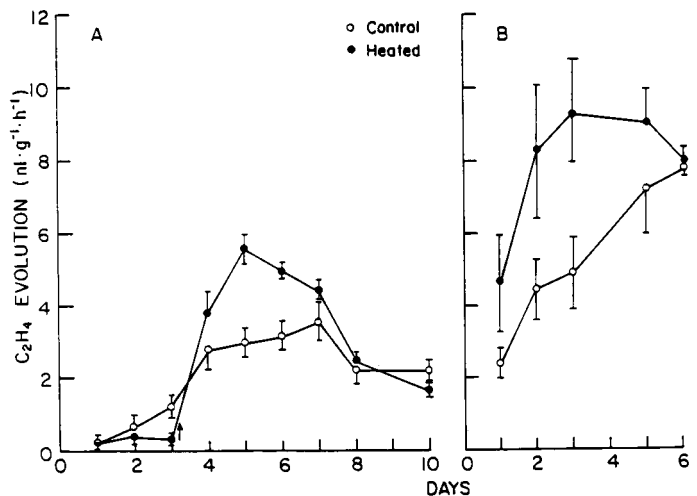 12
10
8
6
4
2
0
C₂H₄ EVOLUTION (nl·g⁻¹·h⁻¹)
A
○ Control
● Heated
B
0 2 4 6 8 10
0 2 4 6
DAYS